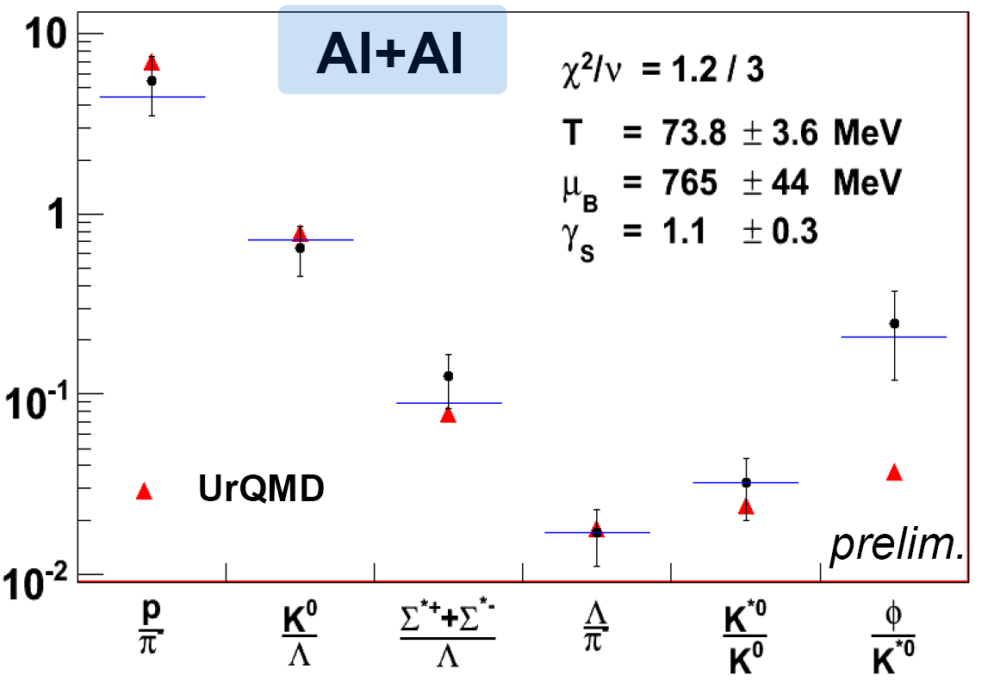 Al+Al
χ²/ν = 1.2 / 3
T = 73.8 ± 3.6 MeV
μ_B = 765 ± 44 MeV
γ_S = 1.1 ± 0.3
10
1
10⁻¹
10⁻²
UrQMD
prelim.
p/π⁻
K⁰/Λ
Σ*⁺+Σ*⁻/Λ
Λ/π⁻
K*⁰/K⁰
φ/K*⁰